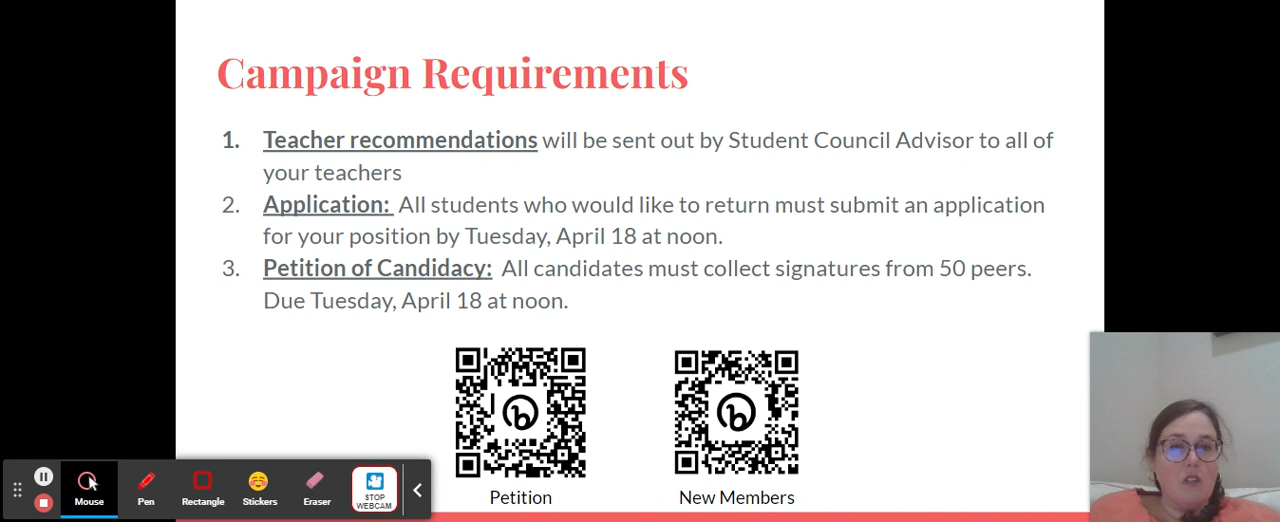 Campaign Requirements
1. Teacher recommendations will be sent out by Student Council Advisor to all of
your teachers
2. Application: All students who would like to return must submit an application
for your position by Tuesday, April 18 at noon.
3. Petition of Candidacy: All candidates must collect signatures from 50 peers.
Due Tuesday, April 18 at noon.
b b
Petition New Members
Mouse Pen Rectangle Stickers Eraser STOP
WEBCAM